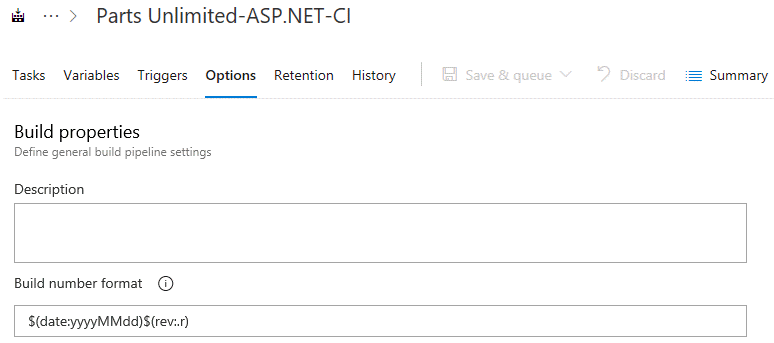 ··· > Parts Unlimited-ASP.NET-CI
Tasks Variables Triggers Options Retention History Save & queue Discard Summary
Build properties
Define general build pipeline settings
Description
Build number format
$(date:yyyyMMdd)$(rev:.r)